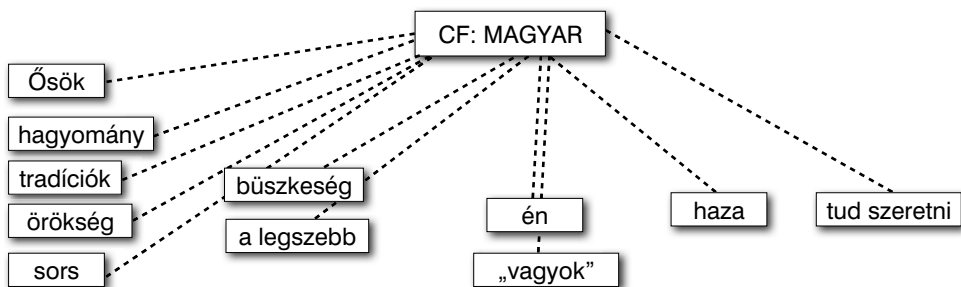 CF: MAGYAR
Ősök
hagyomány
tradíciók
örökség
sors
büszkeség
a legszebb
én
„vagyok”
haza
tud szeretni